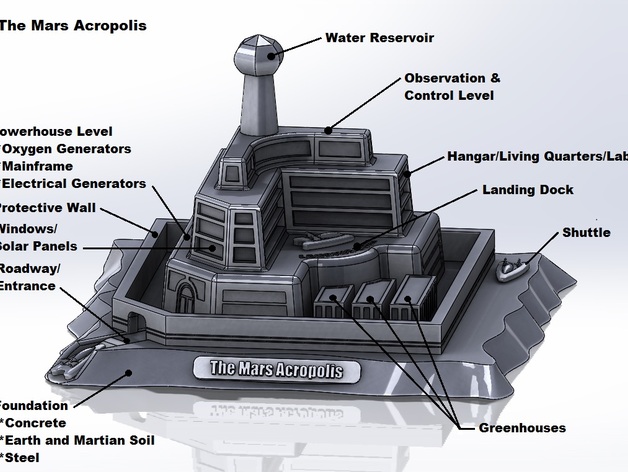 The Mars Acropolis
Water Reservoir
Observation &
Control Level
owerhouse Level
*Oxygen Generators
*Mainframe
*Electrical Generators
Hangar/Living Quarters/Lab
Landing Dock
Protective Wall
Windows/
Solar Panels
Shuttle
Roadway/
Entrance
The Mars Acropolis
Foundation
*Concrete
*Earth and Martian Soil
*Steel
Greenhouses